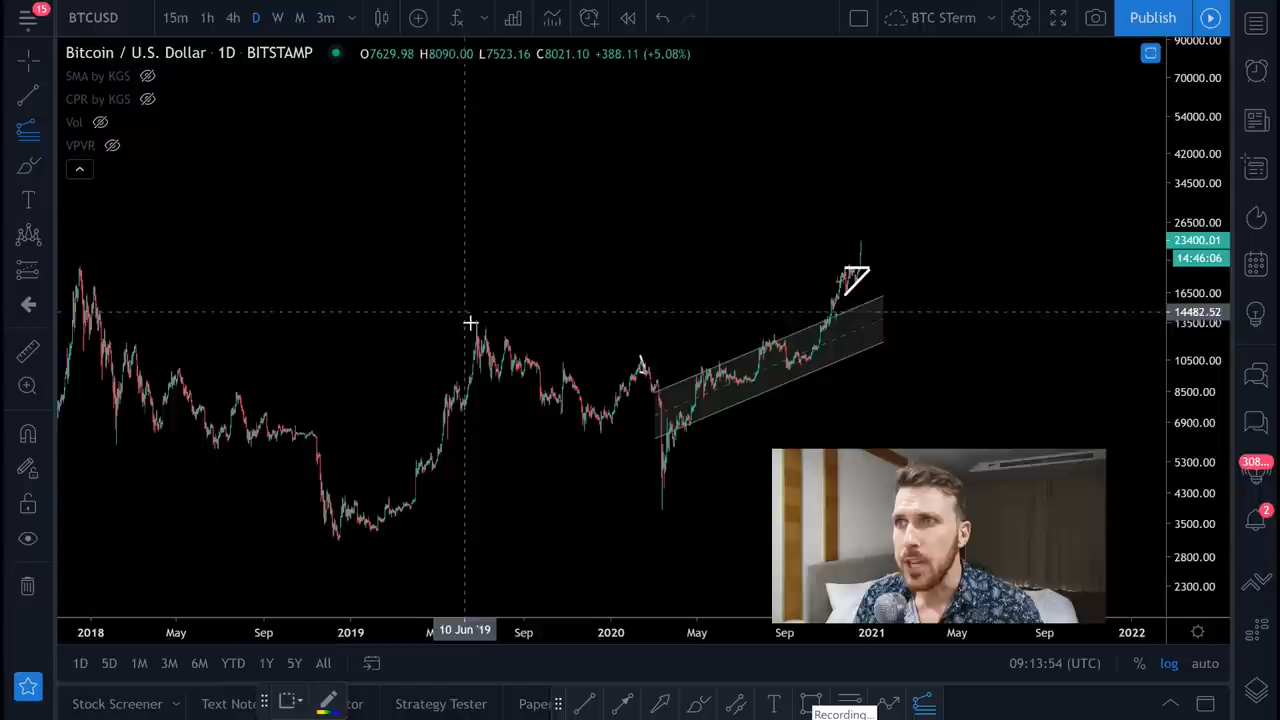 15
BTCUSD 15m 1h 4h D W M 3m BTC STerm Publish
Bitcoin / U.S. Dollar · 1D · BITSTAMP O7629.98 H8090.00 L7523.16 C8021.10 +388.11 (+5.08%)
SMA by KGS
CPR by KGS
Vol
VPVR
90000.00
70000.00
54000.00
42000.00
34500.00
26500.00
23400.01
14:46:06
16500.00
14482.52
13500.00
10500.00
8500.00
6900.00
5300.00
4300.00
3500.00
2800.00
2300.00
308...
2
2018 May Sep 2019 10 Jun '19 Sep 2020 May Sep 2021 May Sep 2022
1D 5D 1M 3M 6M YTD 1Y 5Y All 09:13:54 (UTC) % log auto
Stock Screener Text Note Strategy Tester
Recording...